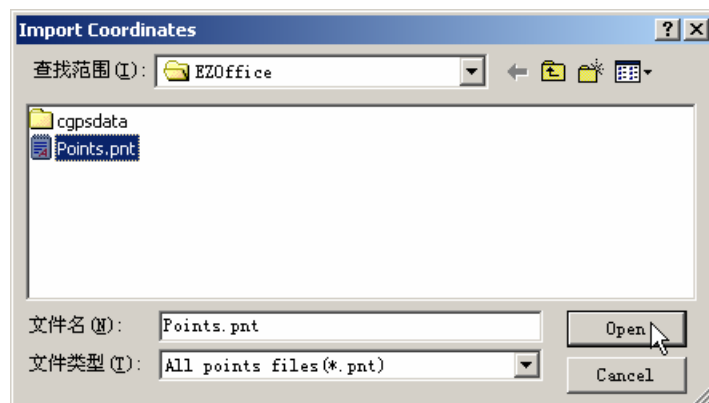 Import Coordinates
查找范围(I): EZOffice
cgpsdata
Points.pnt
文件名(N): Points.pnt Open
文件类型(T): All points files(*.pnt) Cancel